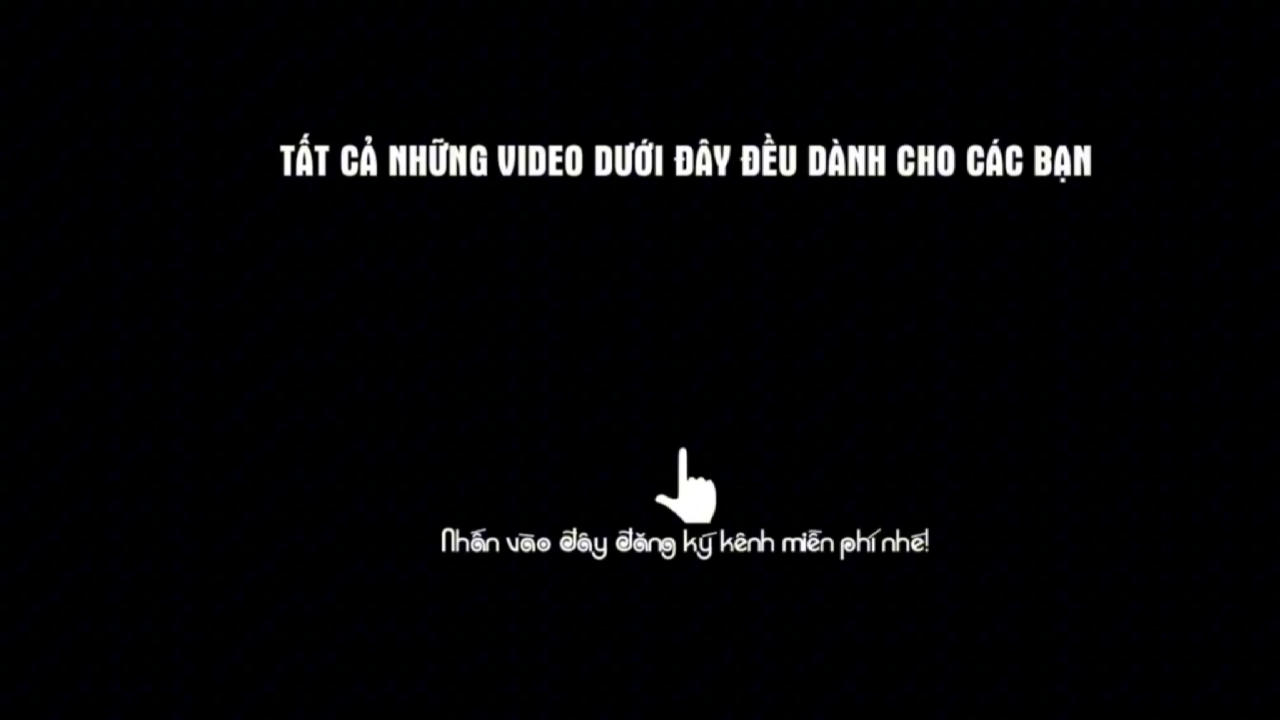 TẤT CẢ NHỮNG VIDEO DƯỚI ĐÂY ĐỀU DÀNH CHO CÁC BẠN
Nhấn vào đây đăng ký kênh miễn phí nhé!